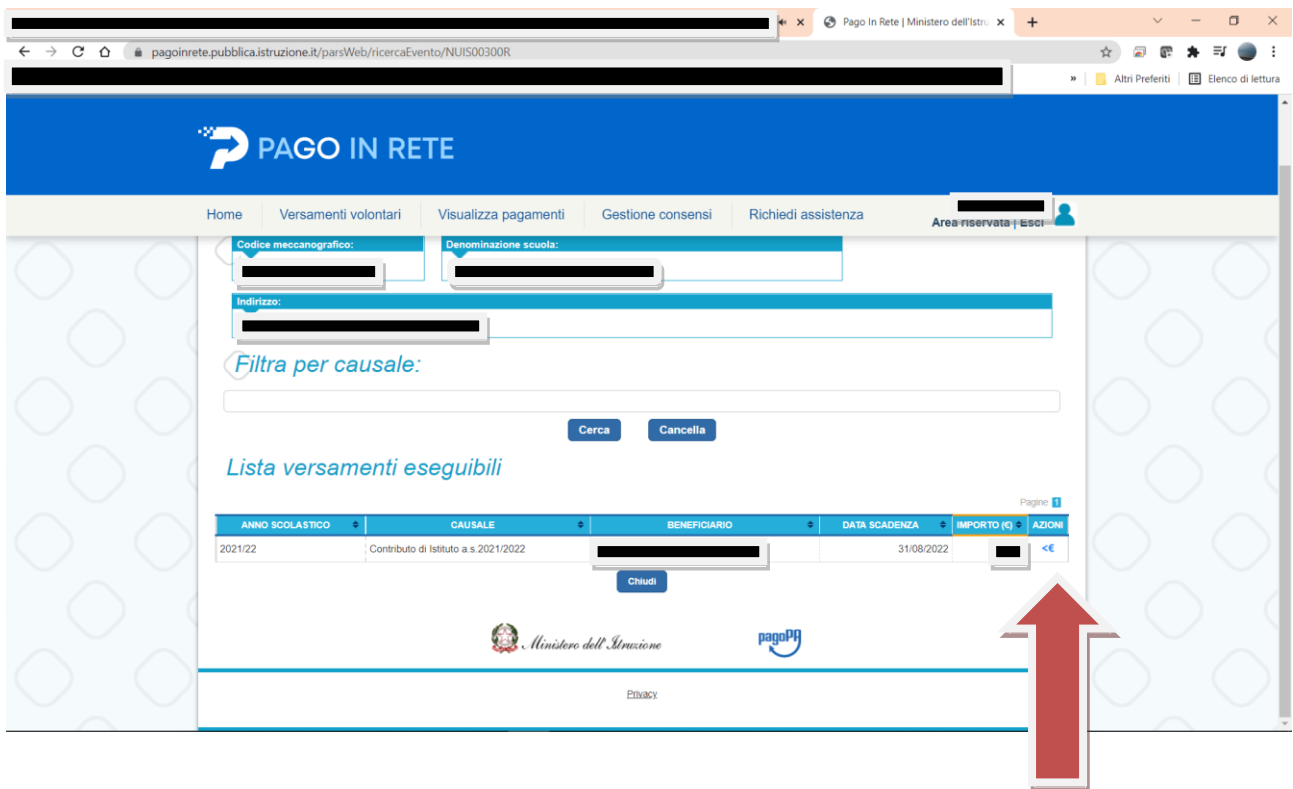 Pago In Rete | Ministero dell'Istru
pagoinrete.pubblica.istruzione.it/parsWeb/ricercaEvento/NUIS00300R
» Altri Preferiti Elenco di lettura
PAGO IN RETE
Home Versamenti volontari Visualizza pagamenti Gestione consensi Richiedi assistenza
Area riservata | Esci
Codice meccanografico: Denominazione scuola:
Indirizzo:
Filtra per causale:
Cerca Cancella
Lista versamenti eseguibili
Pagine 1
ANNO SCOLASTICO CAUSALE BENEFICIARIO DATA SCADENZA IMPORTO (€) AZIONI
2021/22 Contributo di Istituto a.s.2021/2022 31/08/2022 <€
Chiudi
Ministero dell'Istruzione pagoPA
Privacy